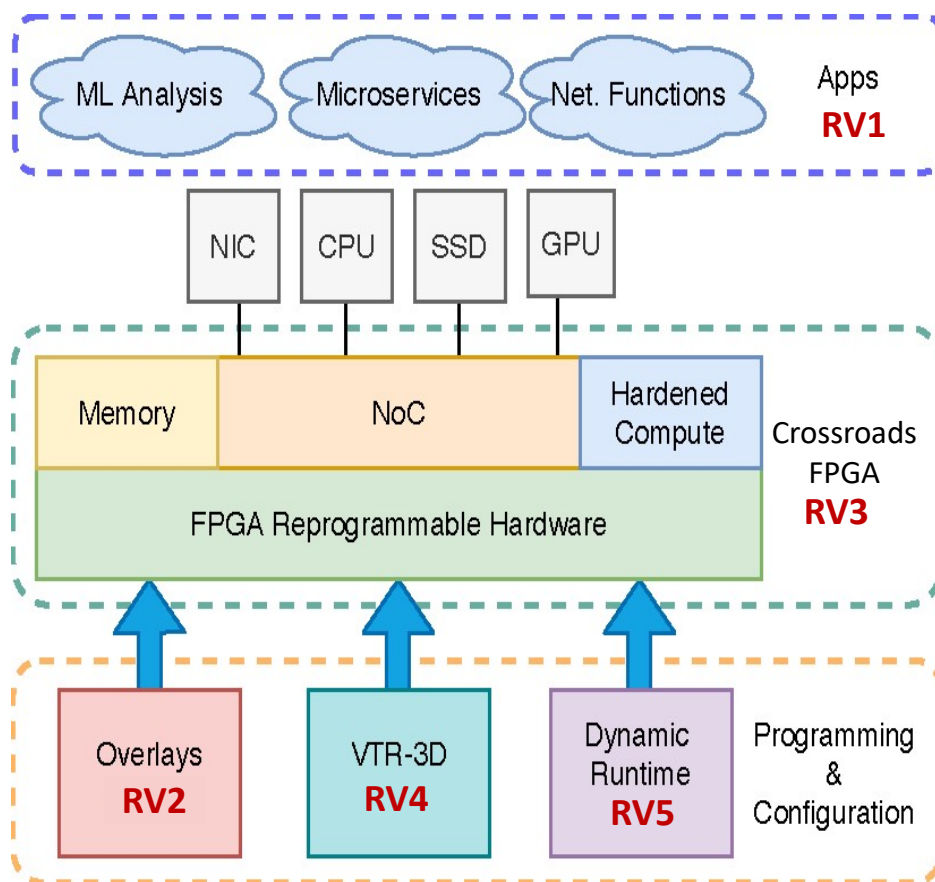 ML Analysis
Microservices
Net. Functions
Apps
RV1
NIC
CPU
SSD
GPU
Memory
NoC
Hardened
Compute
FPGA Reprogrammable Hardware
Crossroads
FPGA
RV3
Overlays
RV2
VTR-3D
RV4
Dynamic
Runtime
RV5
Programming
&
Configuration